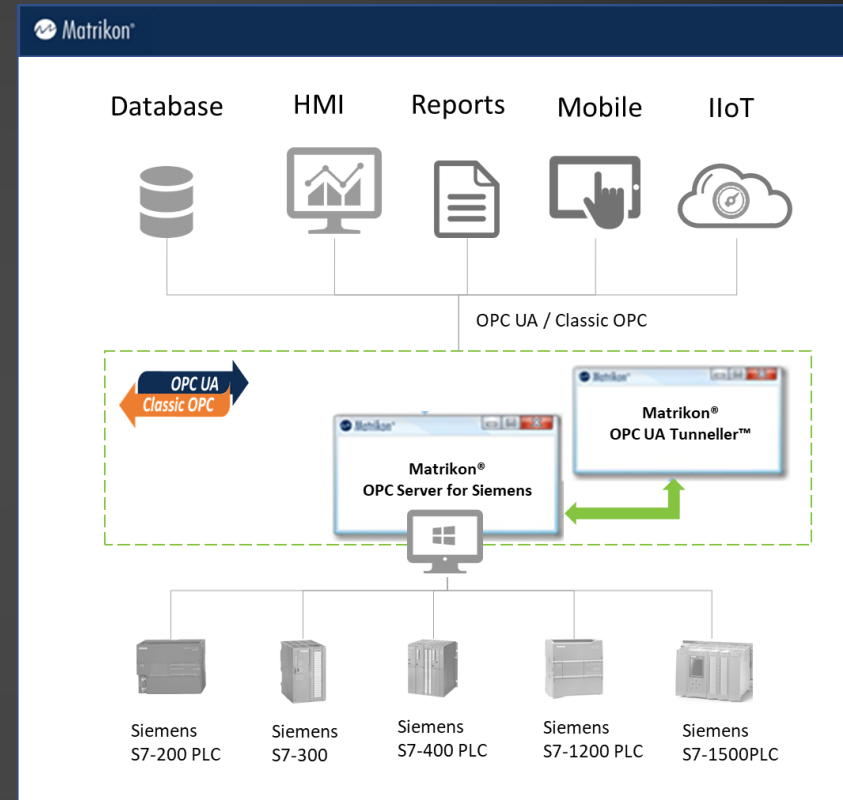 Matrikon®
Database
HMI
Reports
Mobile
IIoT
OPC UA / Classic OPC
OPC UA
Classic OPC
Matrikon®
Matrikon®
OPC UA Tunneller™
Matrikon®
Matrikon®
OPC Server for Siemens
Siemens
S7-200 PLC
Siemens
S7-300
Siemens
S7-400 PLC
Siemens
S7-1200 PLC
Siemens
S7-1500PLC